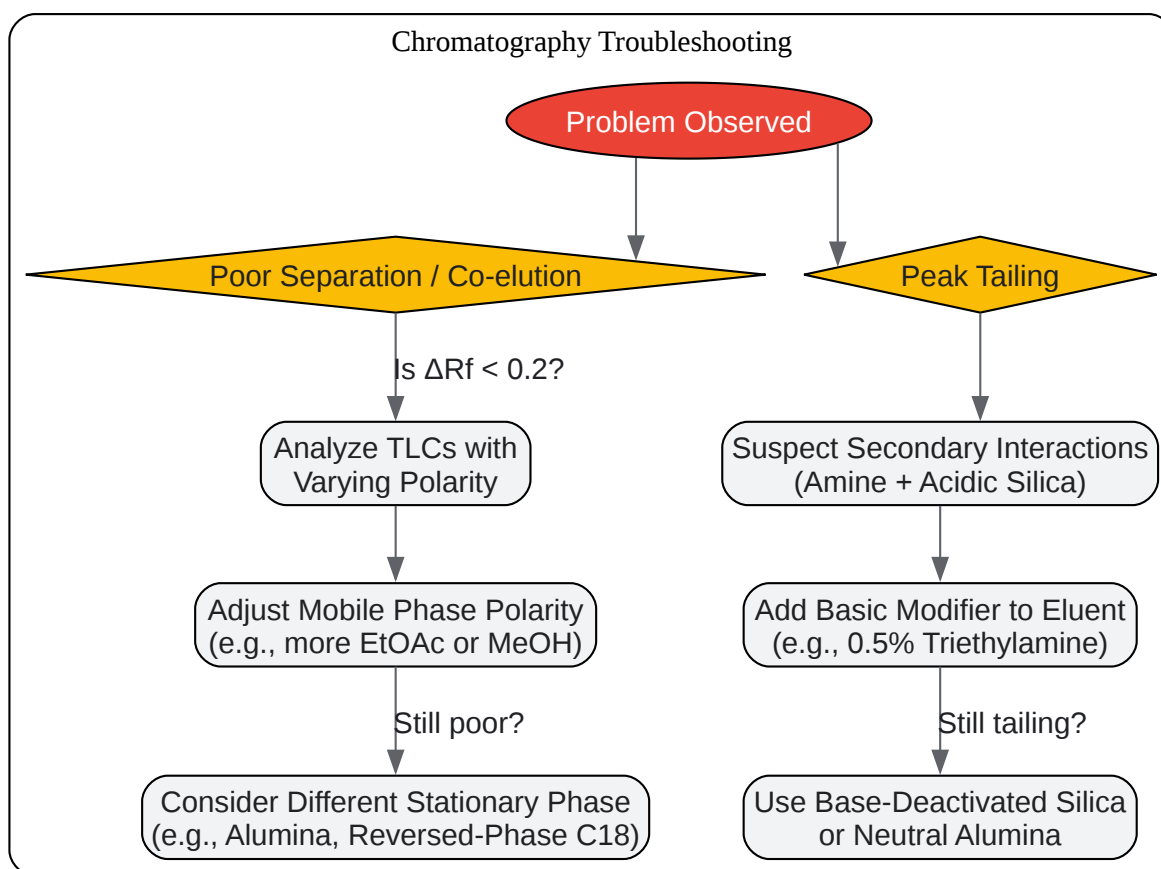 Chromatography Troubleshooting
Problem Observed
Poor Separation / Co-elution
Peak Tailing
Is ΔRf < 0.2?
Analyze TLCs with
Varying Polarity
Suspect Secondary Interactions
(Amine + Acidic Silica)
Adjust Mobile Phase Polarity
(e.g., more EtOAc or MeOH)
Add Basic Modifier to Eluent
(e.g., 0.5% Triethylamine)
Still poor?
Still tailing?
Consider Different Stationary Phase
(e.g., Alumina, Reversed-Phase C18)
Use Base-Deactivated Silica
or Neutral Alumina